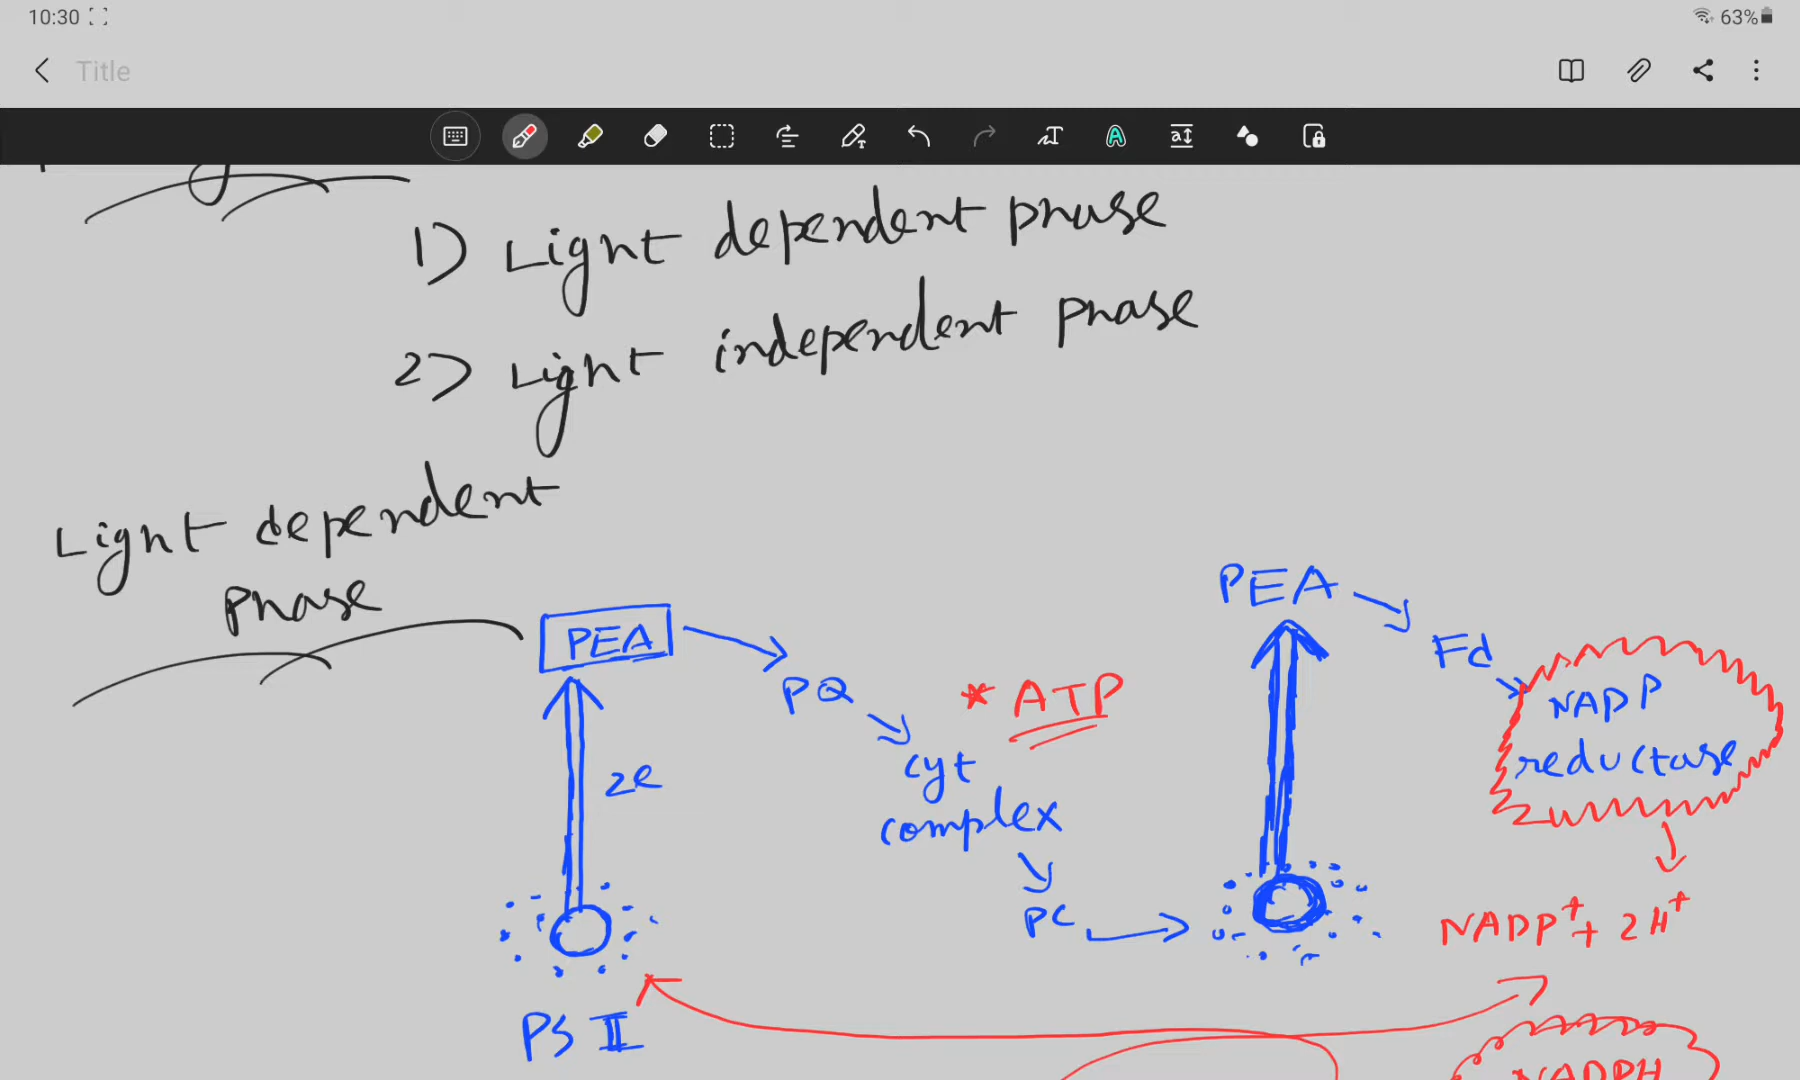 10:30
63%
Title
1) Light dependent phase
2) Light independent phase
Light dependent
phase
PEA
PEA
Fd
PQ
* ATP
NADP
reductase
2e
cyt
complex
PC
NADP+ + 2H+
PS II
NADPH